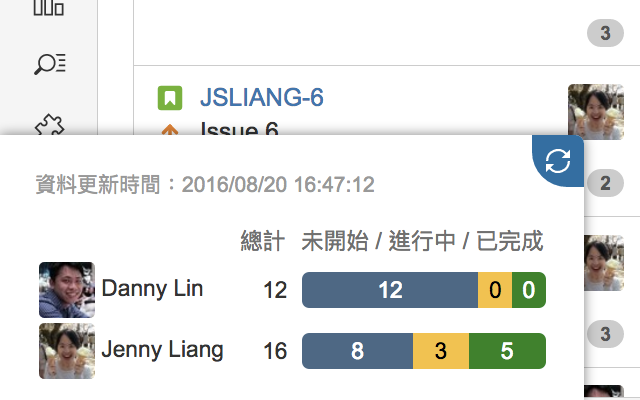 3
JSLIANG-6
Issue 6
資料更新時間：2016/08/20 16:47:12
2
總計 未開始 / 進行中 / 已完成
Danny Lin 12 12 0 0
Jenny Liang 16 8 3 5
3